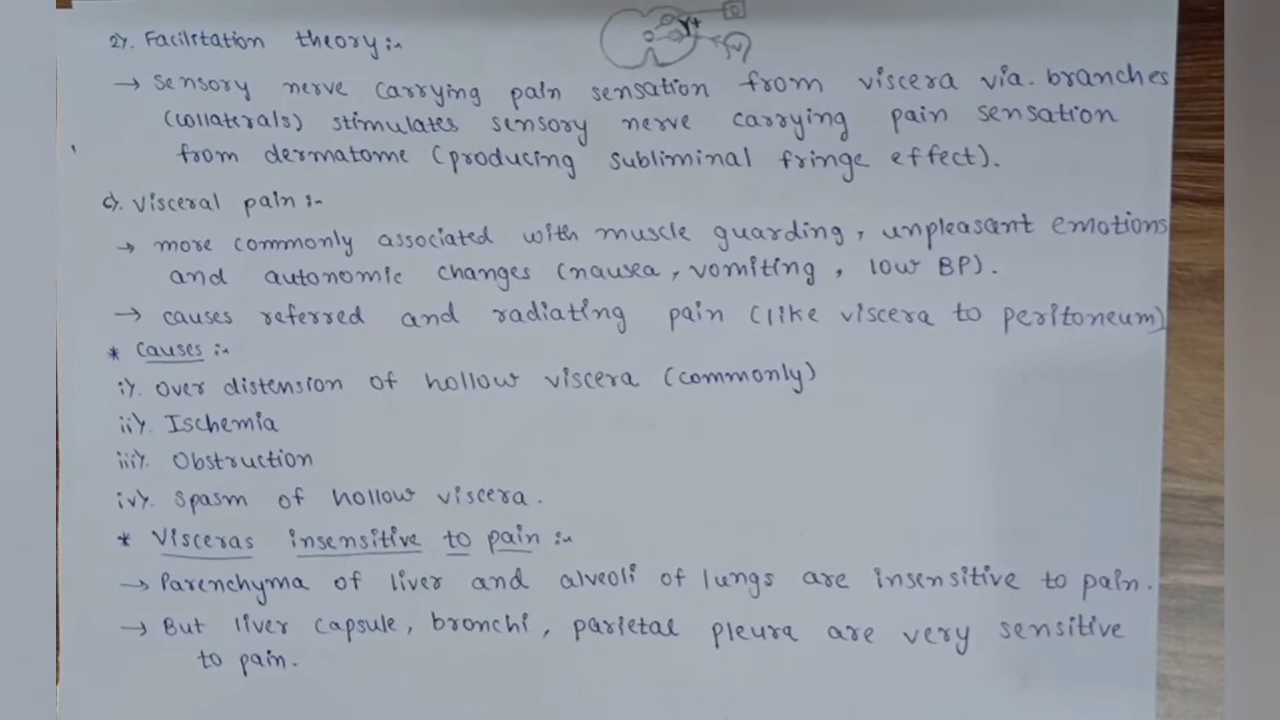 2). Facilitation theory :-
→ sensory nerve carrying pain sensation from viscera via. branches
(collaterals) stimulates sensory nerve carrying pain sensation
from dermatome (producing subliminal fringe effect).
c). Visceral pain :-
→ more commonly associated with muscle guarding, unpleasant emotions
and autonomic changes (nausea, vomiting, low BP).
→ causes referred and radiating pain (like viscera to peritoneum)
* Causes :-
i). Over distension of hollow viscera (commonly)
ii). Ischemia
iii). Obstruction
iv). Spasm of hollow viscera.
* Visceras insensitive to pain :-
→ Parenchyma of liver and alveoli of lungs are insensitive to pain.
→ But liver capsule, bronchi, parietal pleura are very sensitive
to pain.